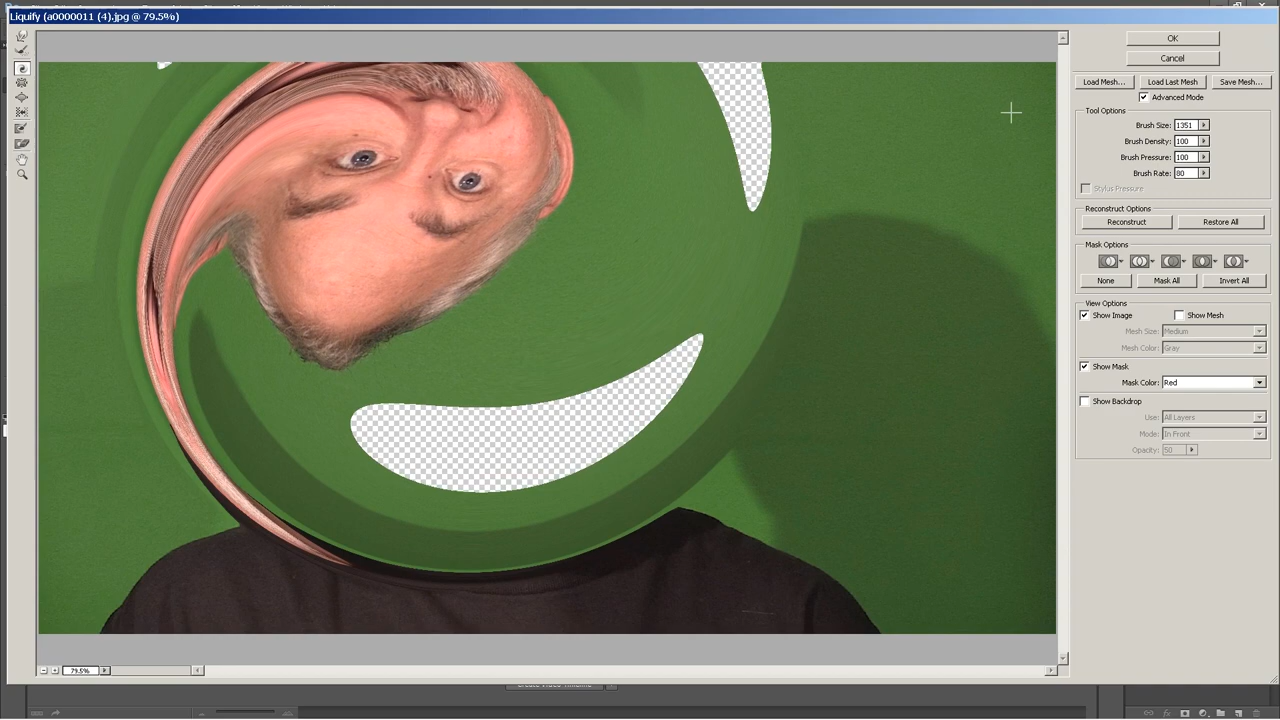 Liquify (a0000011 (4).jpg @ 79.5%)
OK
Cancel
Load Mesh... Load Last Mesh Save Mesh...
Advanced Mode
Tool Options
Brush Size: 1351
Brush Density: 100
Brush Pressure: 100
Brush Rate: 80
Stylus Pressure
Reconstruct Options
Reconstruct Restore All
Mask Options
None Mask All Invert All
View Options
Show Image Show Mesh
Mesh Size: Medium
Mesh Color: Gray
Show Mask
Mask Color: Red
Show Backdrop
Use: All Layers
Mode: In Front
Opacity: 50
79.5%